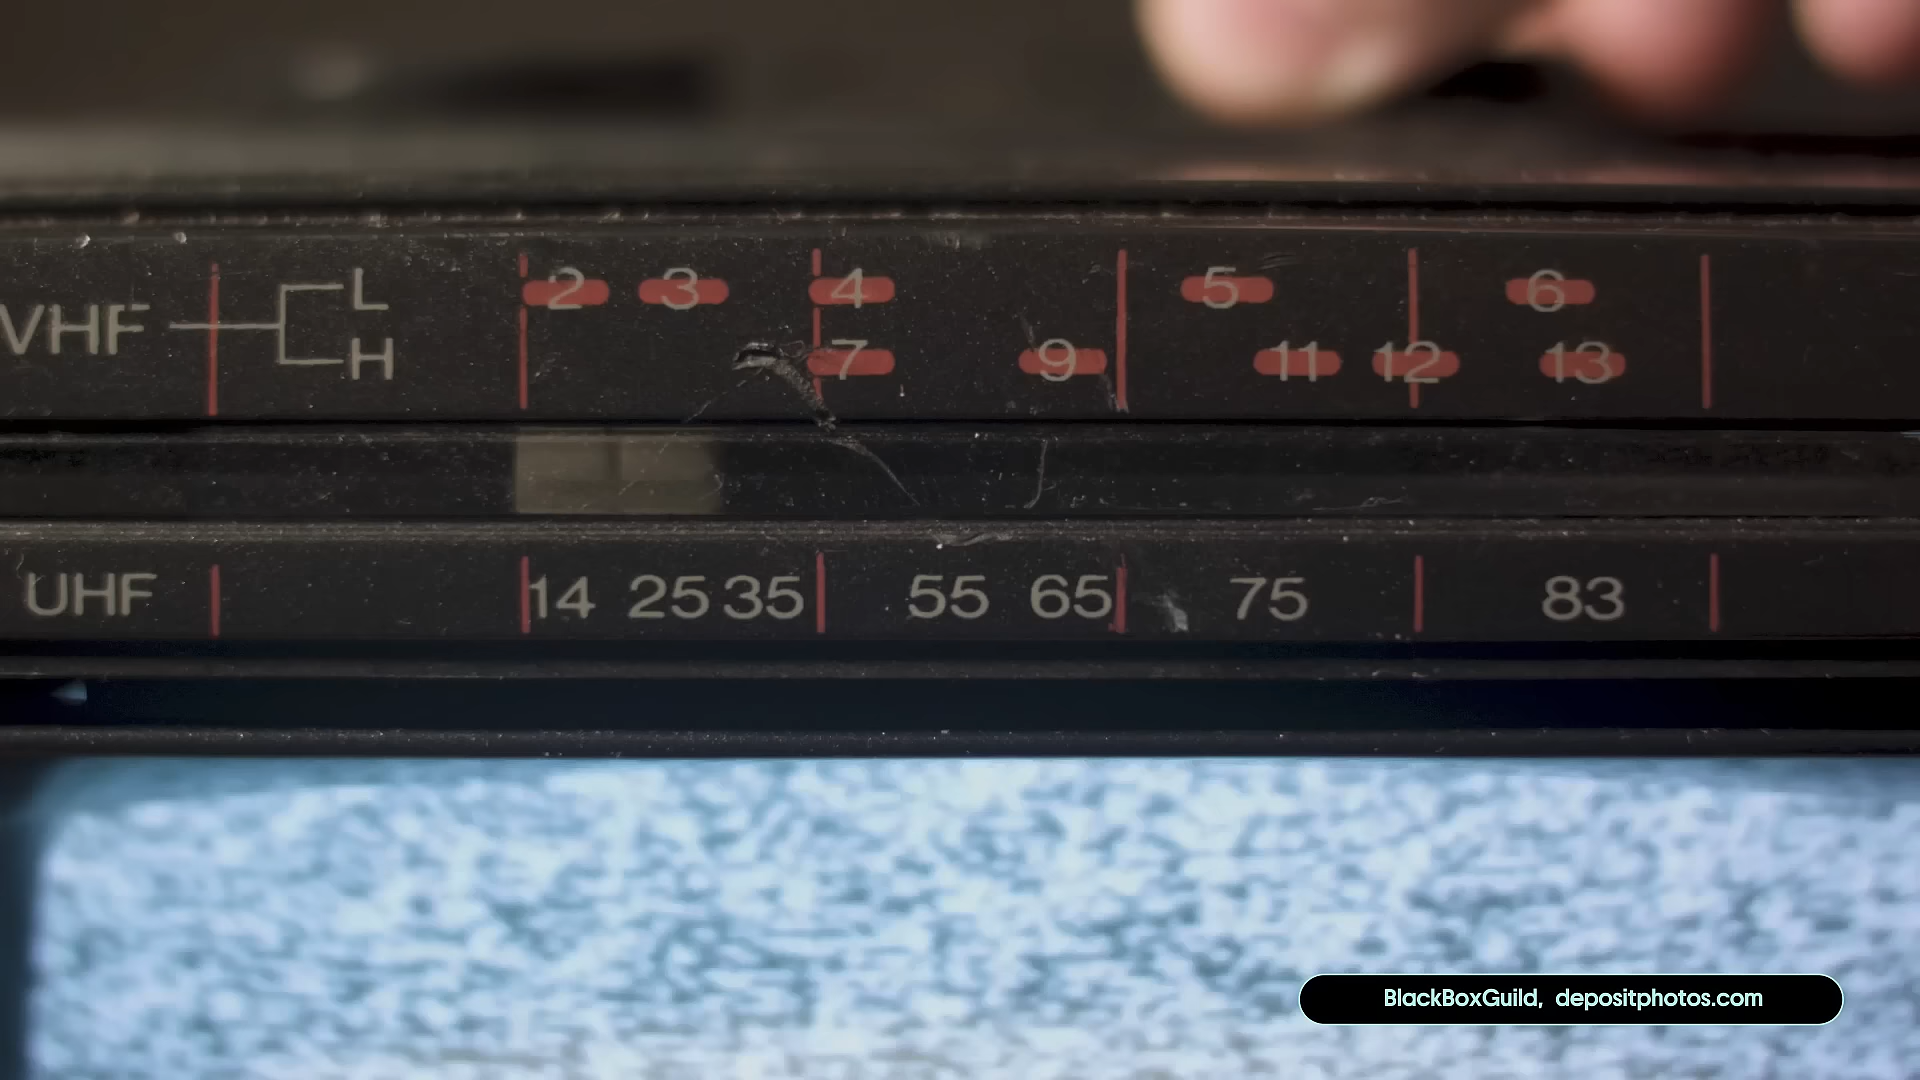 VHF L 2 3 4 5 6
H 7 9 11 12 13
UHF 14 25 35 55 65 75 83
BlackBoxGuild, depositphotos.com